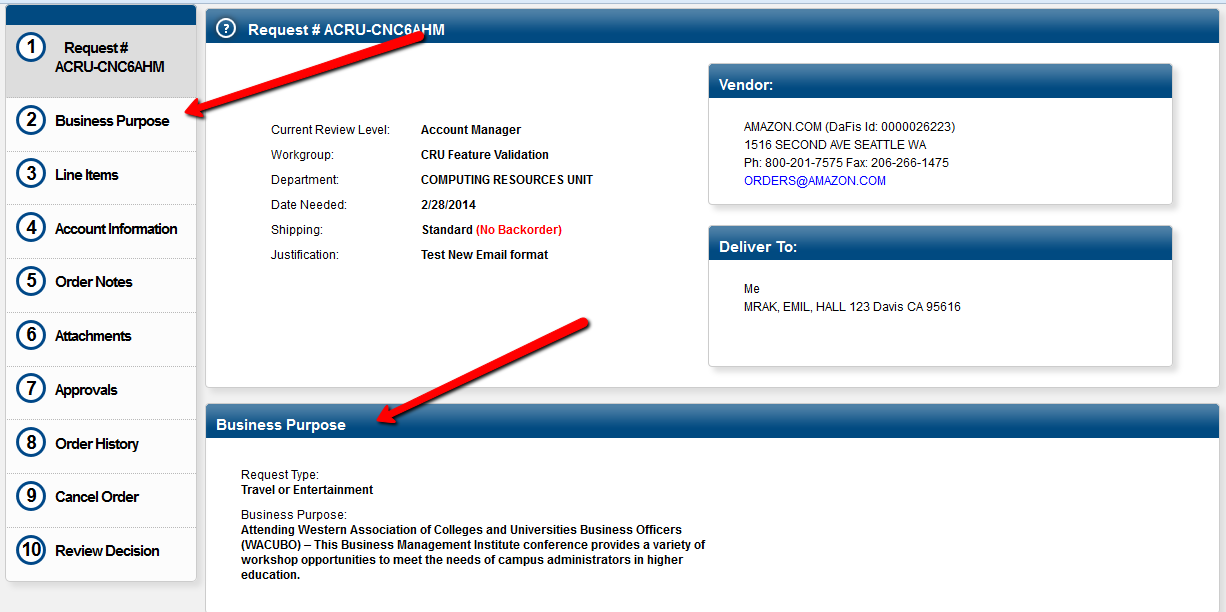 1 Request #
ACRU-CNC6AHM
2 Business Purpose
3 Line Items
4 Account Information
5 Order Notes
6 Attachments
7 Approvals
8 Order History
9 Cancel Order
10 Review Decision
? Request # ACRU-CNC6AHM
Current Review Level: Account Manager
Workgroup: CRU Feature Validation
Department: COMPUTING RESOURCES UNIT
Date Needed: 2/28/2014
Shipping: Standard (No Backorder)
Justification: Test New Email format
Vendor:
AMAZON.COM (DaFis Id: 0000026223)
1516 SECOND AVE SEATTLE WA
Ph: 800-201-7575 Fax: 206-266-1475
ORDERS@AMAZON.COM
Deliver To:
Me
MRAK, EMIL, HALL 123 Davis CA 95616
Business Purpose
Request Type:
Travel or Entertainment
Business Purpose:
Attending Western Association of Colleges and Universities Business Officers
(WACUBO) – This Business Management Institute conference provides a variety of
workshop opportunities to meet the needs of campus administrators in higher
education.